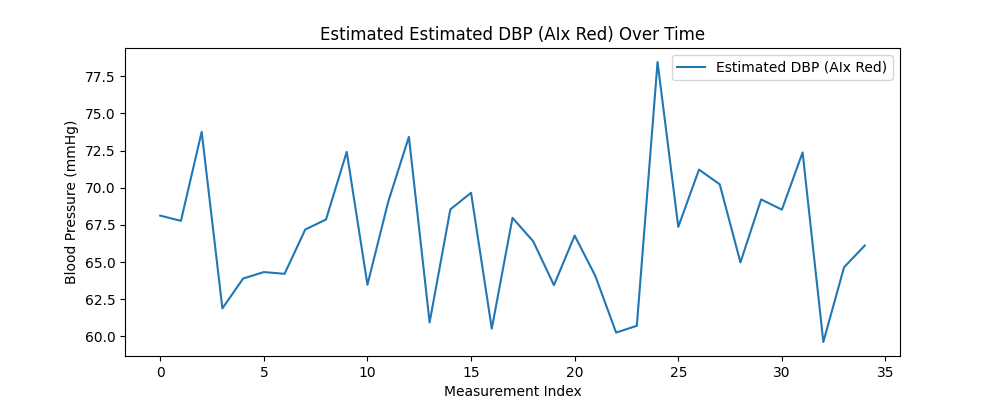 Estimated Estimated DBP (AIx Red) Over Time
Estimated DBP (AIx Red)
Blood Pressure (mmHg)
77.5
75.0
72.5
70.0
67.5
65.0
62.5
60.0
0 5 10 15 20 25 30 35
Measurement Index